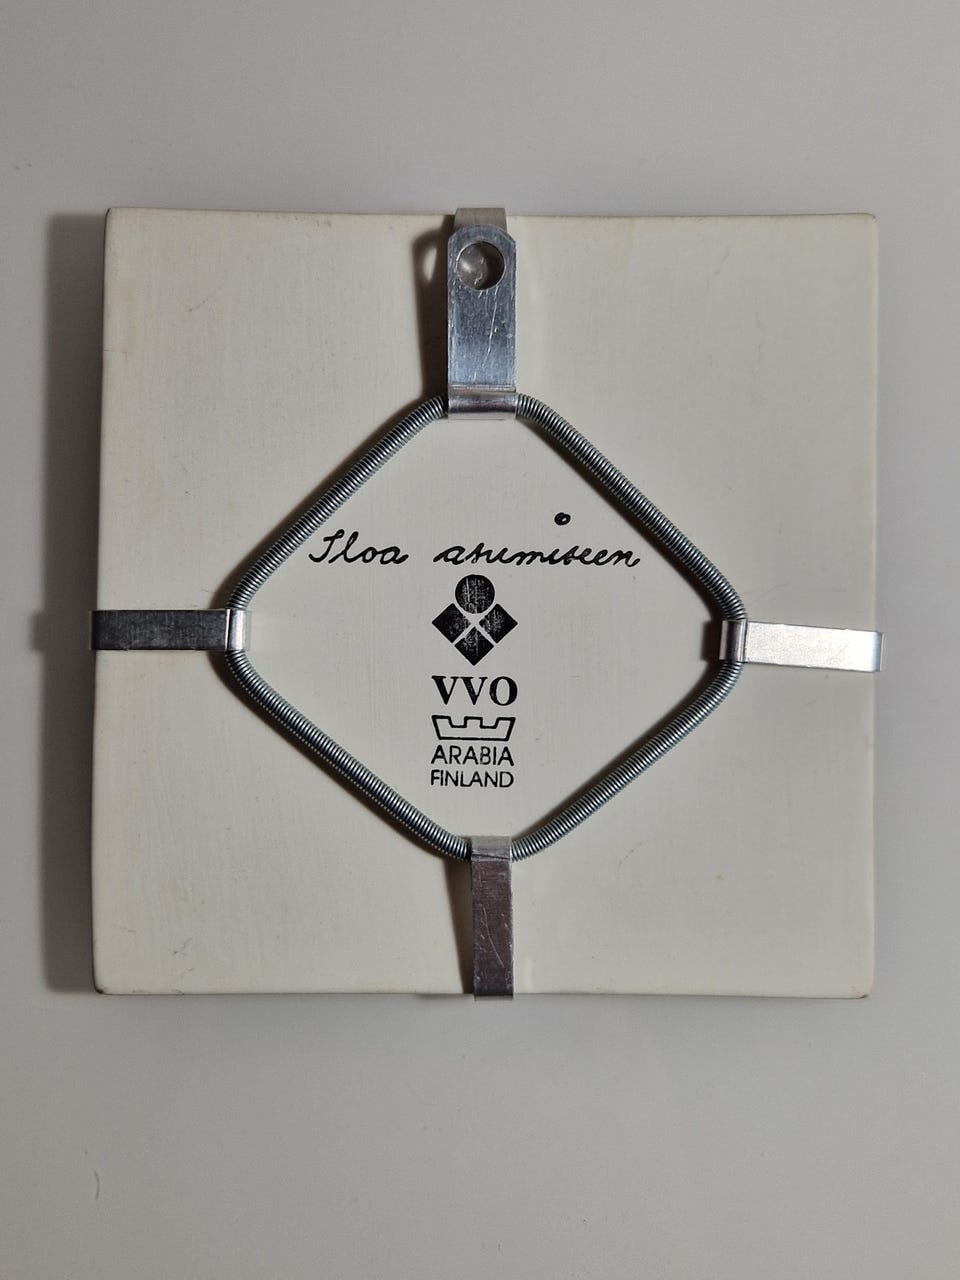 Iloa asumiseen
VVO
ARABIA
FINLAND